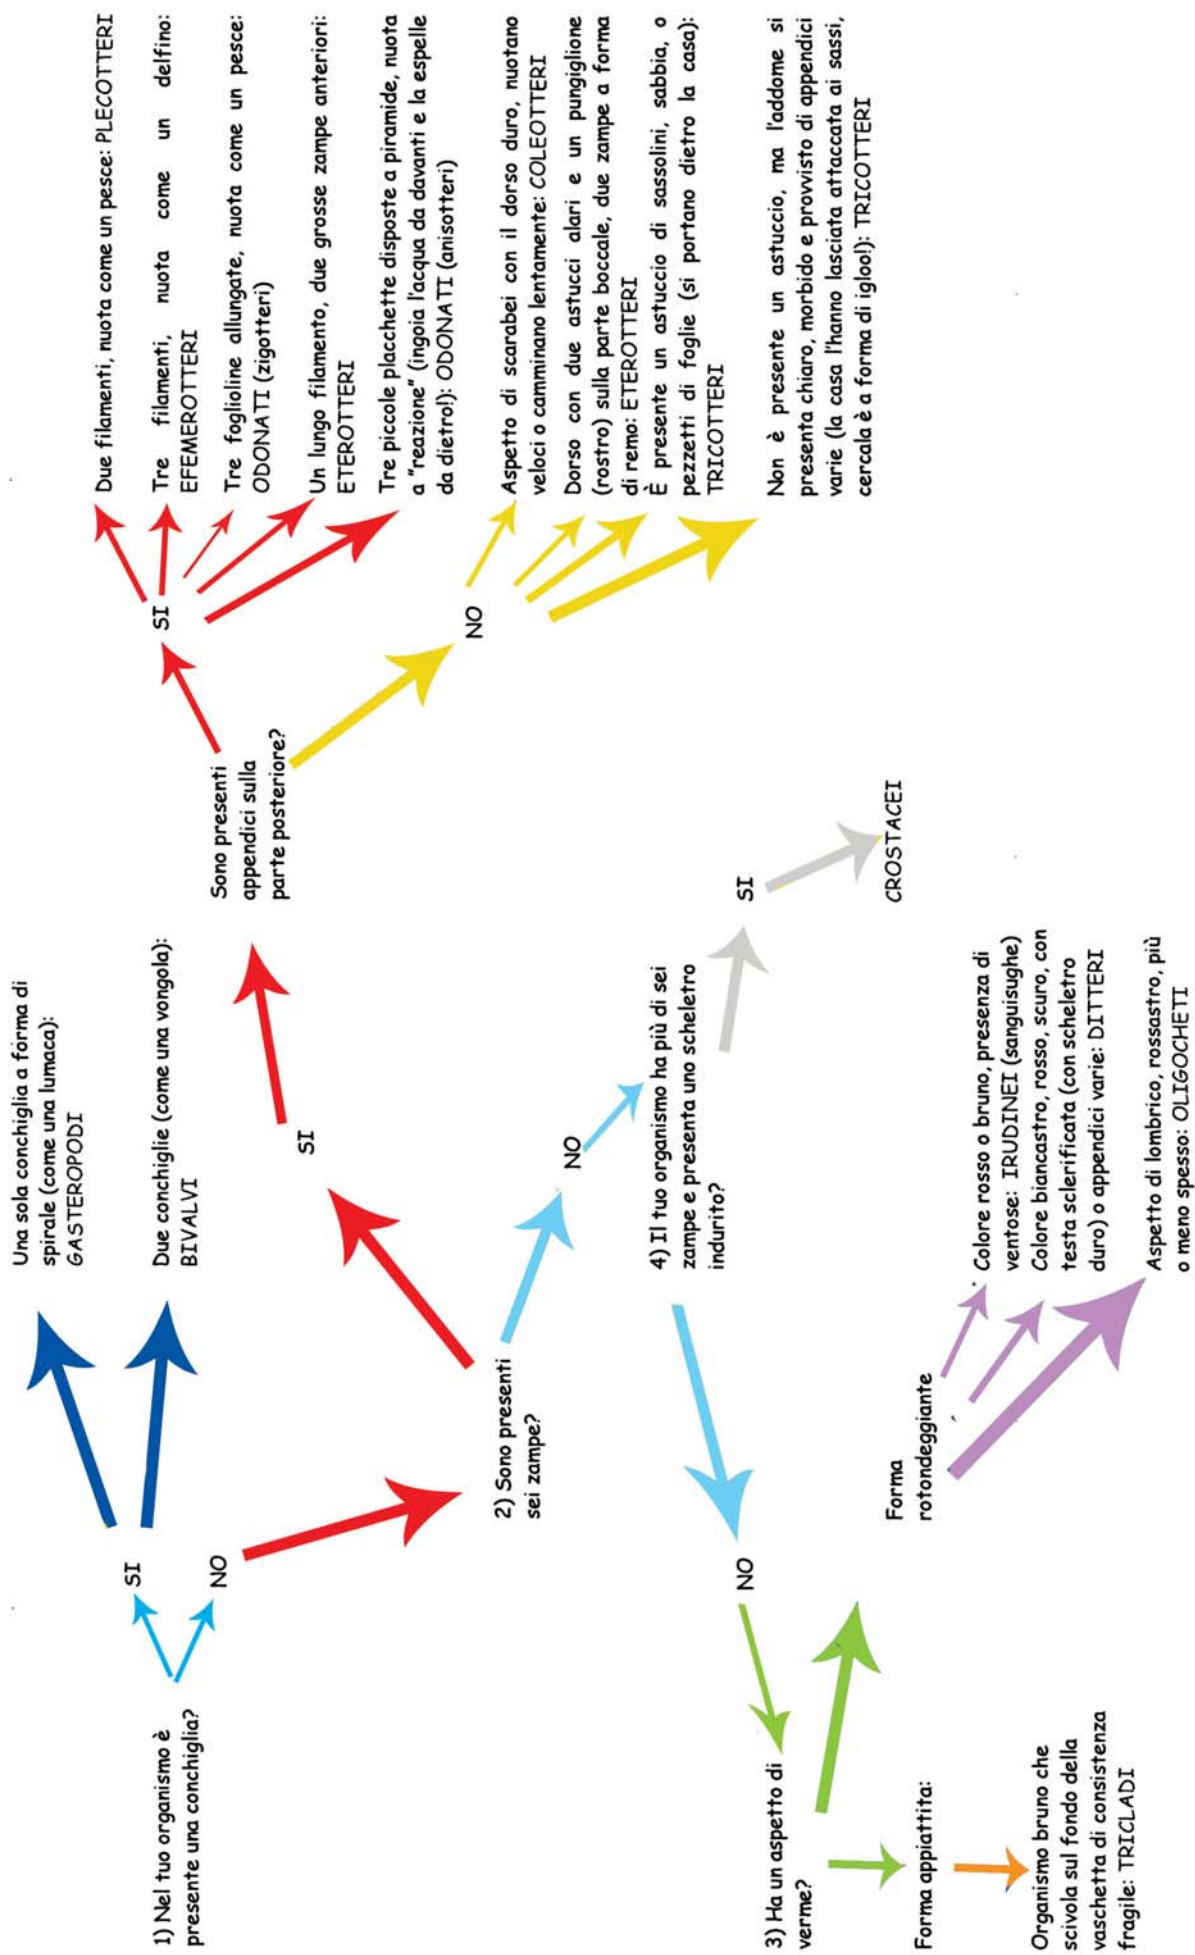 1) Nel tuo organismo è
presente una conchiglia?
SI
NO
Una sola conchiglia a forma di
spirale (come una lumaca):
GASTEROPODI
Due conchiglie (come una vongola):
BIVALVI
2) Sono presenti
sei zampe?
SI
NO
Sono presenti
appendici sulla
parte posteriore?
SI
Due filamenti, nuota come un pesce: PLECOTTERI
Tre filamenti, nuota come un delfino:
EFEMEROTTERI
Tre foglioline allungate, nuota come un pesce:
ODONATI (zigotteri)
Un lungo filamento, due grosse zampe anteriori:
ETEROTTERI
Tre piccole placchette disposte a piramide, nuota
a “reazione” (ingoia l'acqua da davanti e la espelle
da dietro!): ODONATI (anisotteri)
NO
Aspetto di scarabei con il dorso duro, nuotano
veloci o camminano lentamente: COLEOTTERI
Dorso con due astucci alari e un pungiglione
(rostro) sulla parte boccale, due zampe a forma
di remo: ETEROTTERI
È presente un astuccio di sassolini, sabbia, o
pezzetti di foglie (si portano dietro la casa):
TRICOTTERI
Non è presente un astuccio, ma l'addome si
presenta chiaro, morbido e provvisto di appendici
varie (la casa l'hanno lasciata attaccata ai sassi,
cercala è a forma di igloo!): TRICOTTERI
4) Il tuo organismo ha più di sei
zampe e presenta uno scheletro
indurito?
SI
CROSTACEI
NO
3) Ha un aspetto di
verme?
Forma appiattita:
Organismo bruno che
scivola sul fondo della
vaschetta di consistenza
fragile: TRICLADI
Forma
rotondeggiante
Colore rosso o bruno, presenza di
ventose: IRUDINEI (sanguisughe)
Colore biancastro, rosso, scuro, con
testa sclerificata (con scheletro
duro) o appendici varie: DITTERI
Aspetto di lombrico, rossastro, più
o meno spesso: OLIGOCHETI